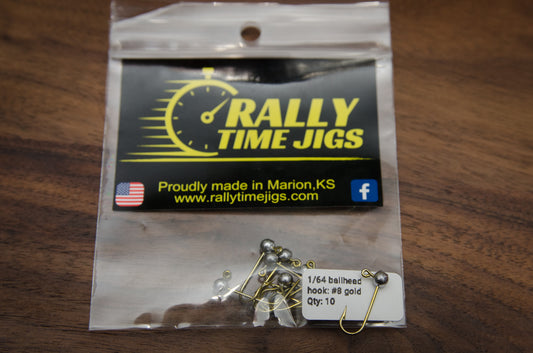 RALLY
TIME JIGS
Proudly made in Marion,KS
www.rallytimejigs.com
f
1/64 ballhead
hook: #8 gold
Qty: 10